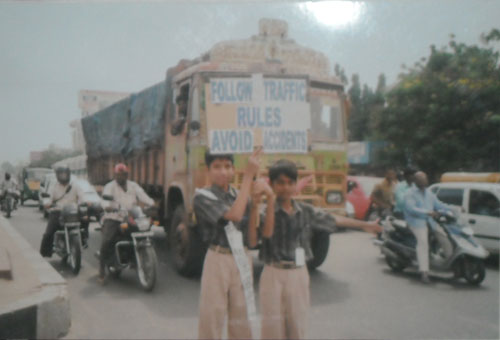 FOLLOW TRAFFIC
RULES
AVOID ACCIDENTS